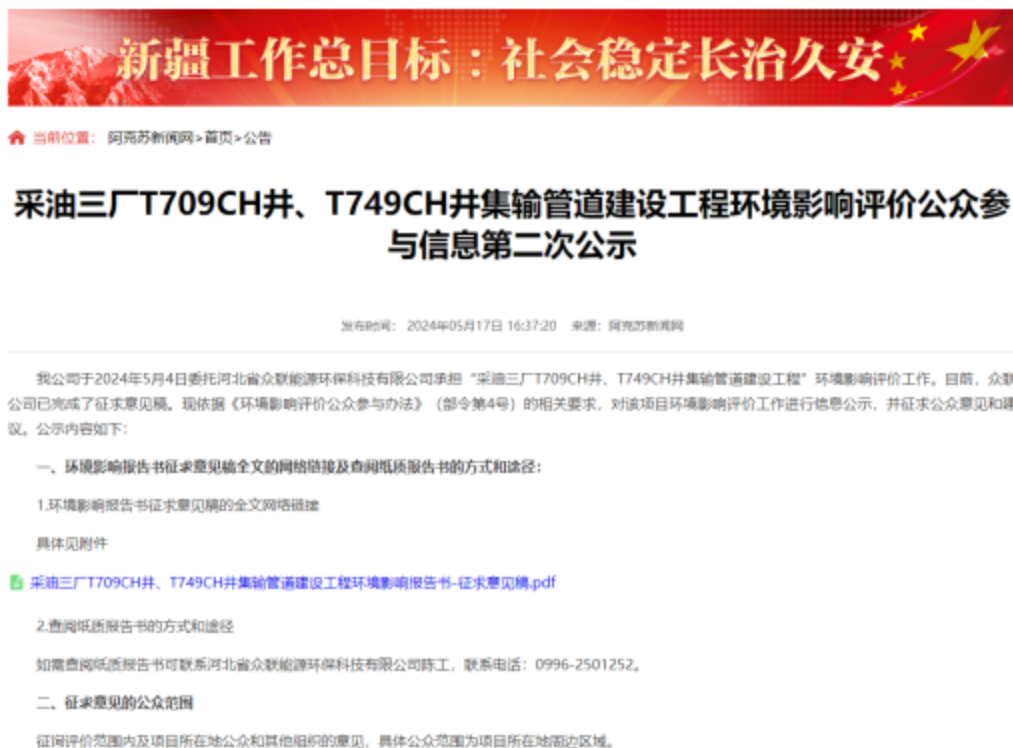 新疆工作总目标：社会稳定长治久安
当前位置： 阿克苏新闻网>首页>公告
采油三厂T709CH井、T749CH井集输管道建设工程环境影响评价公众参
与信息第二次公示
发布时间： 2024年05月17日 16:37:20 来源：阿克苏新闻网
我公司于2024年5月4日委托河北省众联能源环保科技有限公司承担“采油三厂T709CH井、T749CH井集输管道建设工程”环境影响评价工作。目前，众联
公司已完成了征求意见稿。现依据《环境影响评价公众参与办法》（部令第4号）的相关要求，对该项目环境影响评价工作进行信息公示，并征求公众意见和建
议。公示内容如下：
一、环境影响报告书征求意见稿全文的网络链接及查阅纸质报告书的方式和途径：
1.环境影响报告书征求意见稿的全文网络链接
具体见附件
采油三厂T709CH井、T749CH井集输管道建设工程环境影响报告书-征求意见稿.pdf
2.查阅纸质报告书的方式和途径
如需查阅纸质报告书可联系河北省众联能源环保科技有限公司陈工，联系电话：0996-2501252。
二、征求意见的公众范围
征询评价范围内及项目所在地公众和其他组织的意见，具体公众范围为项目所在地周边区域。